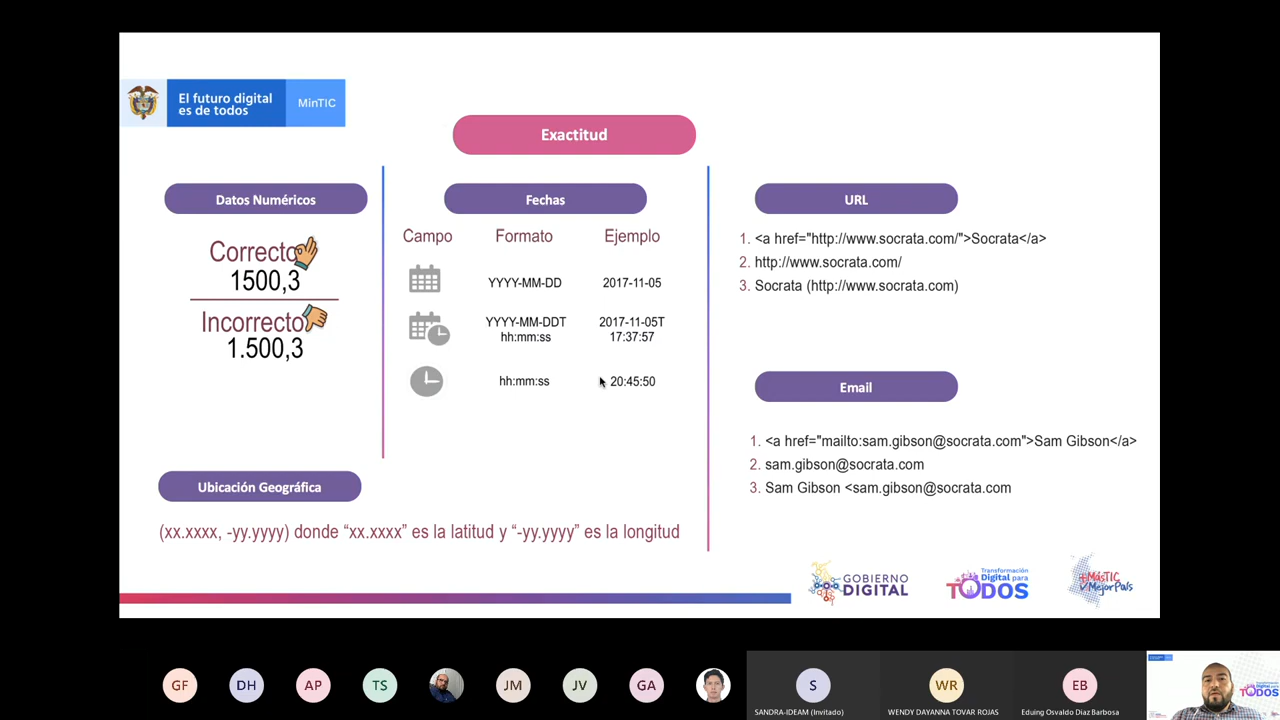 El futuro digital
es de todos
MinTIC
Exactitud
Datos Numéricos
Correcto
1500,3
Incorrecto
1.500,3
Fechas
Campo Formato Ejemplo
YYYY-MM-DD 2017-11-05
YYYY-MM-DDT 2017-11-05T
hh:mm:ss 17:37:57
hh:mm:ss 20:45:50
URL
1. <a href="http://www.socrata.com/">Socrata</a>
2. http://www.socrata.com/
3. Socrata (http://www.socrata.com)
Email
1. <a href="mailto:sam.gibson@socrata.com">Sam Gibson</a>
2. sam.gibson@socrata.com
3. Sam Gibson <sam.gibson@socrata.com
Ubicación Geográfica
(xx.xxxx, -yy.yyyy) donde “xx.xxxx” es la latitud y “-yy.yyyy” es la longitud
GOBIERNO
DIGITAL
Transformación
Digital para
TODOS
+MásTIC
MejorPaís
GF DH AP TS JM JV GA S WR EB
SANDRA-IDEAM (Invitado) WENDY DAYANNA TOVAR ROJAS Eduing Osvaldo Diaz Barbosa